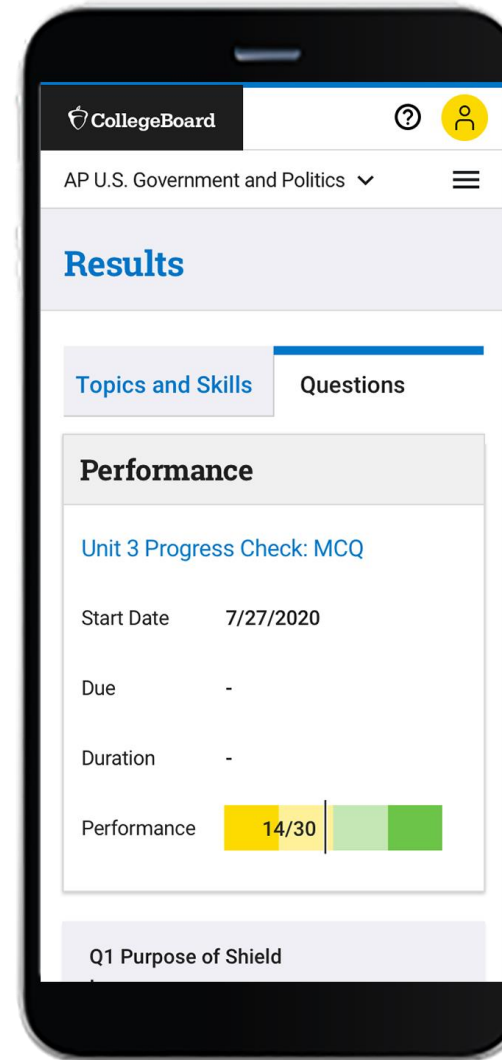 CollegeBoard
AP U.S. Government and Politics
Results
Topics and Skills Questions
Performance
Unit 3 Progress Check: MCQ
Start Date 7/27/2020
Due -
Duration -
Performance 14/30
Q1 Purpose of Shield